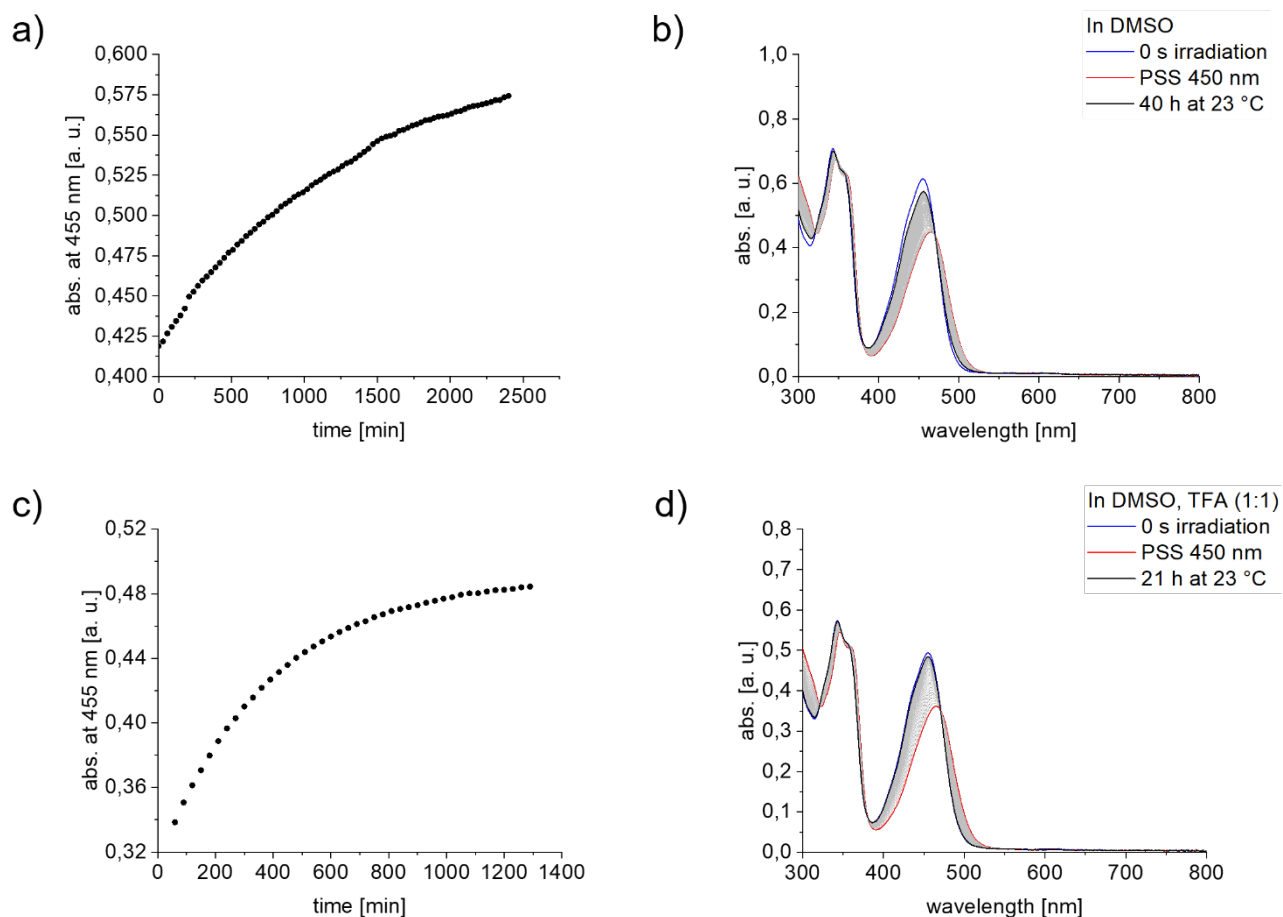 a)
0,600
0,575
0,550
0,525
0,500
0,475
0,450
0,425
0,400
abs. at 455 nm [a. u.]
0 500 1000 1500 2000 2500
time [min]
b)
In DMSO
0 s irradiation
PSS 450 nm
40 h at 23 °C
1,0
0,8
0,6
0,4
0,2
0,0
abs. [a. u.]
300 400 500 600 700 800
wavelength [nm]
c)
0,52
0,48
0,44
0,40
0,36
0,32
abs. at 455 nm [a. u.]
0 200 400 600 800 1000 1200 1400
time [min]
d)
In DMSO, TFA (1:1)
0 s irradiation
PSS 450 nm
21 h at 23 °C
0,8
0,7
0,6
0,5
0,4
0,3
0,2
0,1
0,0
abs. [a. u.]
300 400 500 600 700 800
wavelength [nm]